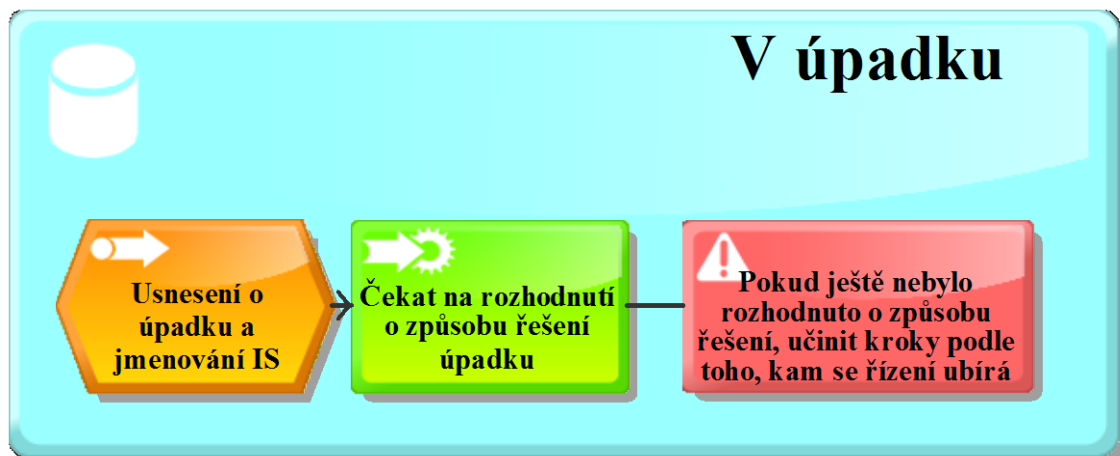 V úpadku
Usnesení o
úpadku a
jmenování IS
Čekat na rozhodnutí
o způsobu řešení
úpadku
Pokud ještě nebylo
rozhodnuto o způsobu
řešení, učinit kroky podle
toho, kam se řízení ubírá